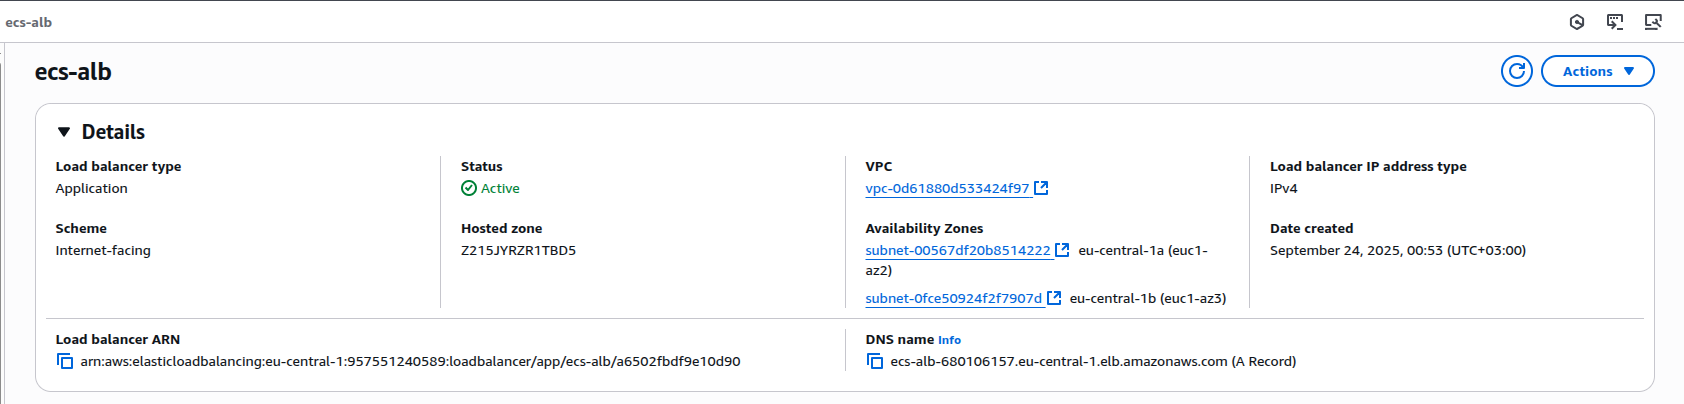 ecs-alb
ecs-alb
Actions
Details
Load balancer type
Application
Status
Active
VPC
vpc-0d61880d533424f97
Load balancer IP address type
IPv4
Scheme
Internet-facing
Hosted zone
Z215JYRZR1TBD5
Availability Zones
subnet-00567df20b8514222 eu-central-1a (euc1-
az2)
subnet-0fce50924f2f7907d eu-central-1b (euc1-az3)
Date created
September 24, 2025, 00:53 (UTC+03:00)
Load balancer ARN
arn:aws:elasticloadbalancing:eu-central-1:957551240589:loadbalancer/app/ecs-alb/a6502fbdf9e10d90
DNS name Info
ecs-alb-680106157.eu-central-1.elb.amazonaws.com (A Record)